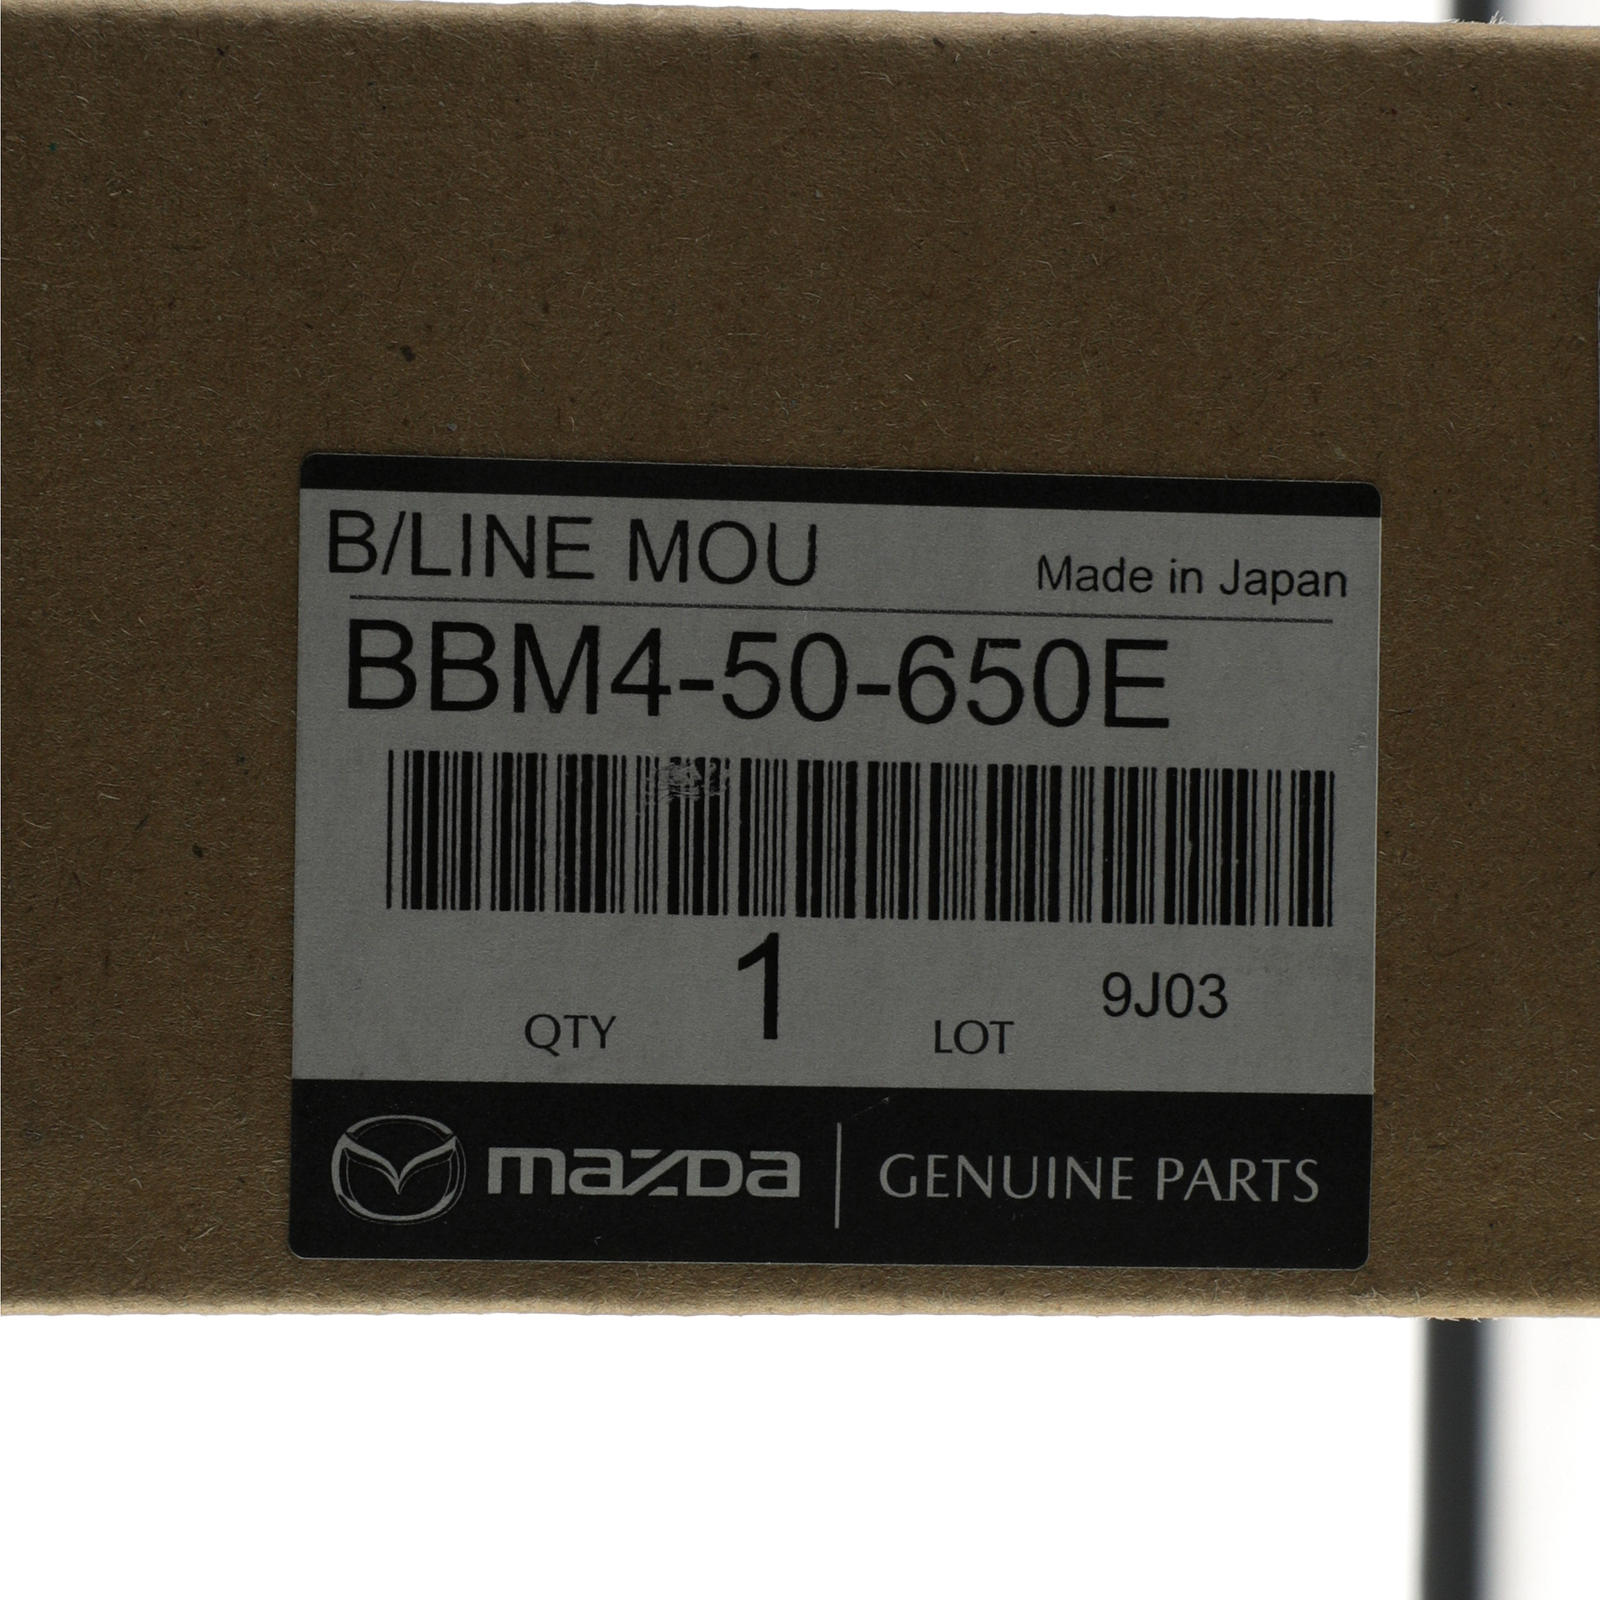 B/LINE MOU
Made in Japan
BBM4-50-650E
QTY 1 LOT 9J03
mazda GENUINE PARTS